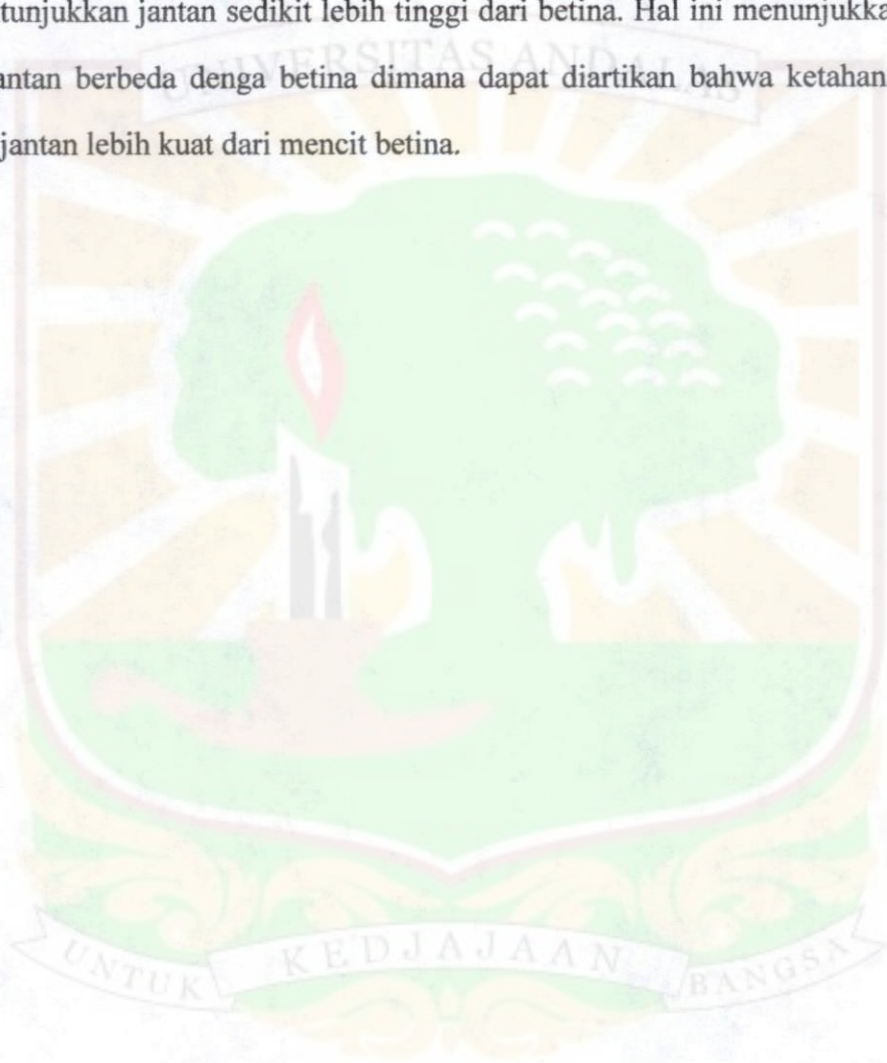 tunjukkan jantan sedikit lebih tinggi dari betina. Hal ini menunjukka
antan berbeda denga betina dimana dapat diartikan bahwa ketahan
jantan lebih kuat dari mencit betina.
UNIVERSITAS ANDALAS
UNTUK KEDJAJAAN BANGSA